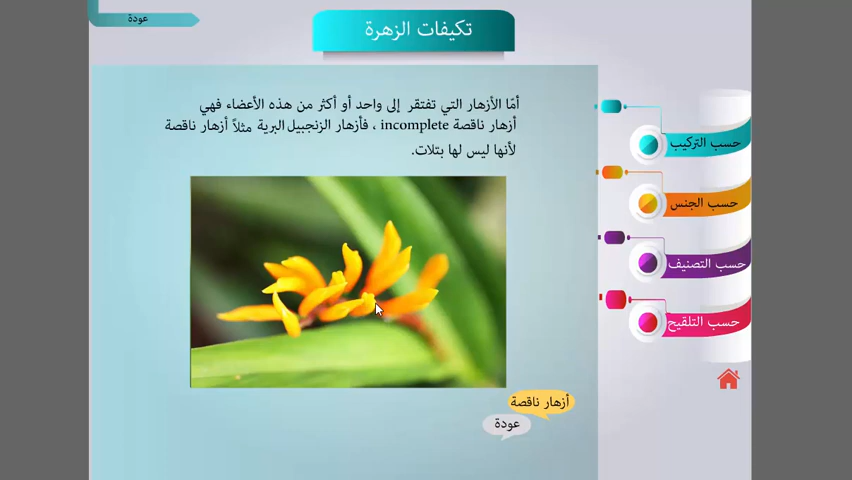 عودة
تكيفات الزهرة
أمّا الأزهار التي تفتقر إلى واحد أو أكثر من هذه الأعضاء فهي
أزهار ناقصة incomplete ، فأزهار الزنجبيل البرية مثلاً أزهار ناقصة
لأنها ليس لها بتلات.
حسب التركيب
حسب الجنس
حسب التصنيف
حسب التلقيح
أزهار ناقصة
عودة